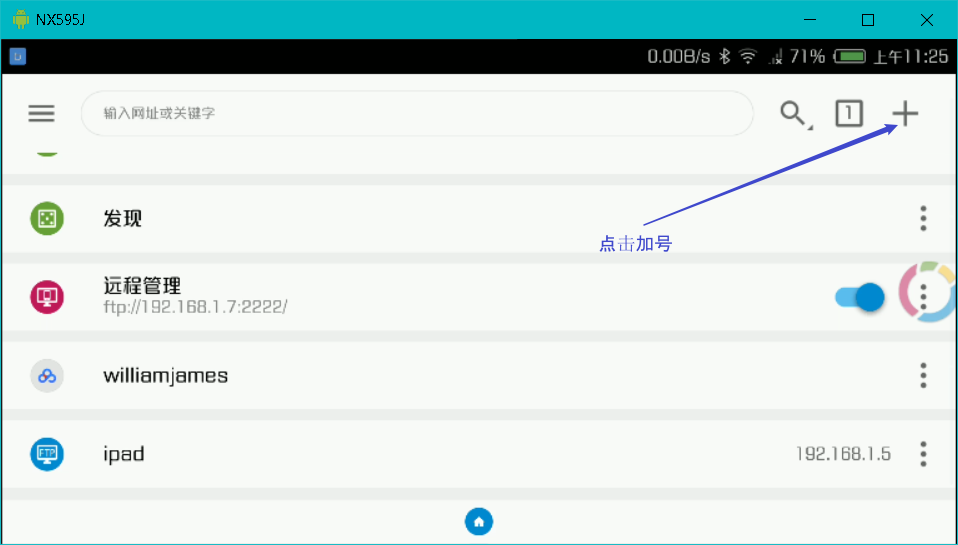 NX595J
0.00B/s 71% 上午11:25
输入网址或关键字
1
发现
点击加号
远程管理
ftp://192.168.1.7:2222/
williamjames
FTP
ipad
192.168.1.5